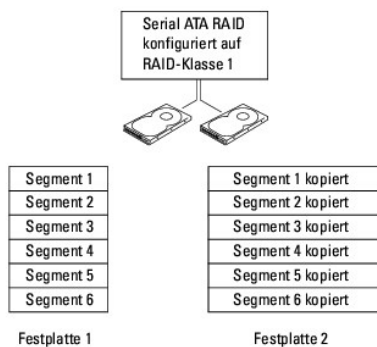 Serial ATA RAID
konfiguriert auf
RAID-Klasse 1
Segment 1
Segment 2
Segment 3
Segment 4
Segment 5
Segment 6
Festplatte 1
Segment 1 kopiert
Segment 2 kopiert
Segment 3 kopiert
Segment 4 kopiert
Segment 5 kopiert
Segment 6 kopiert
Festplatte 2